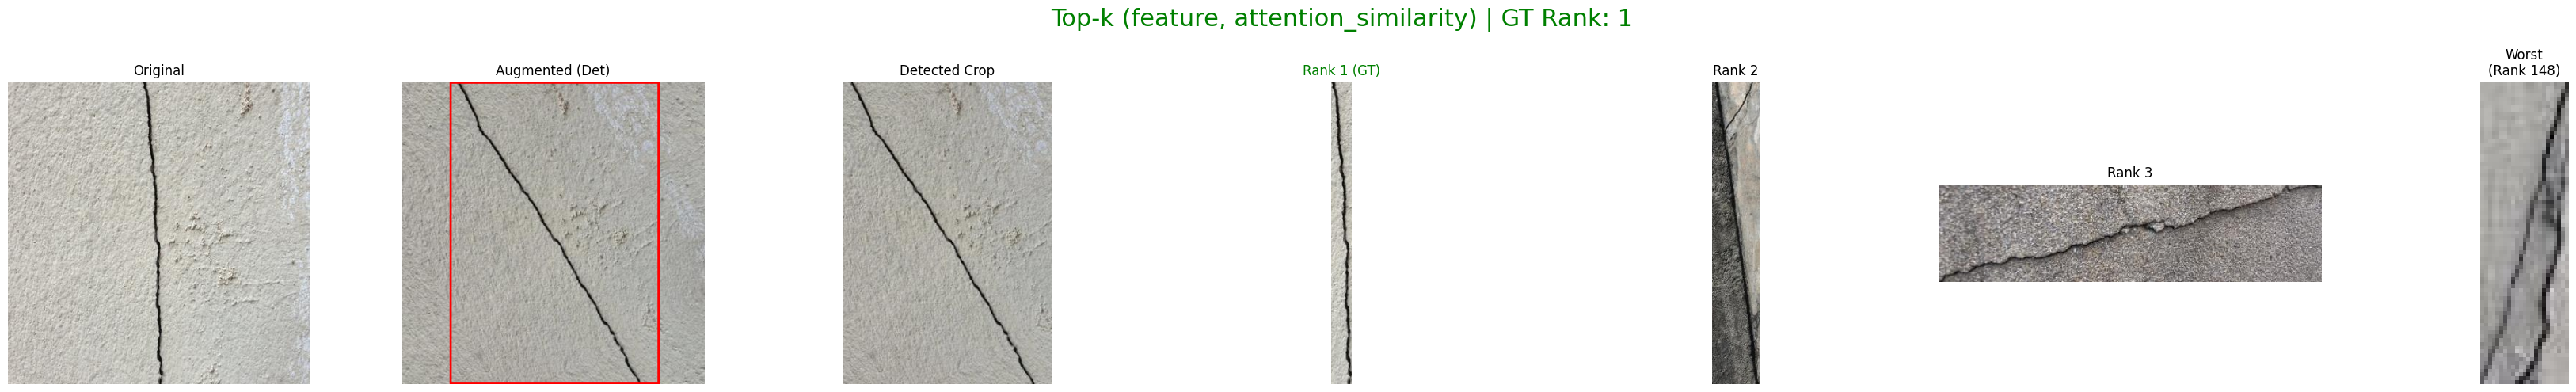 Top-k (feature, attention_similarity) | GT Rank: 1
Original
Augmented (Det)
Detected Crop
Rank 1 (GT)
Rank 2
Rank 3
Worst
(Rank 148)